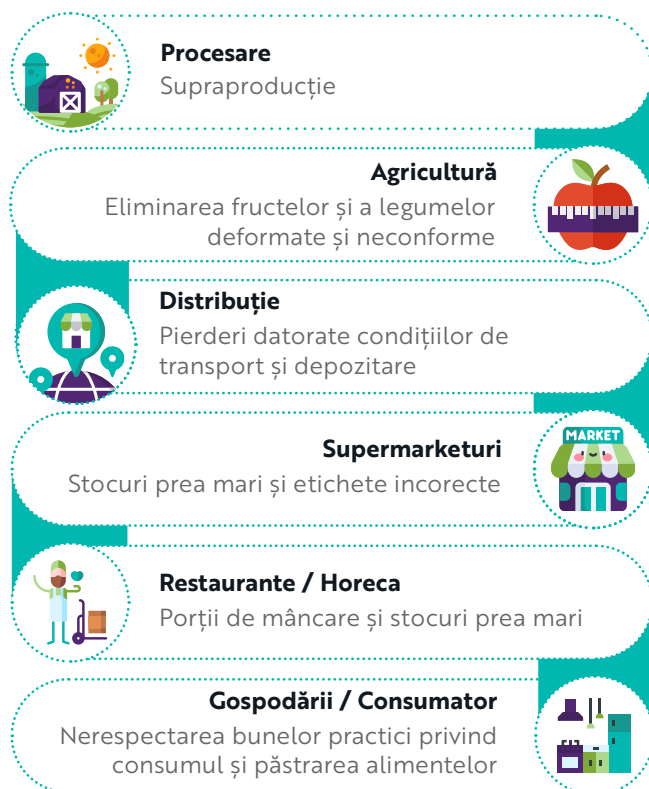 Procesare
Supraproducție
Agricultură
Eliminarea fructelor și a legumelor
deformate și neconforme
Distribuție
Pierderi datorate condițiilor de
transport și depozitare
MARKET
Supermarketuri
Stocuri prea mari și etichete incorecte
Restaurante / Horeca
Porții de mâncare și stocuri prea mari
Gospodării / Consumator
Nerespectarea bunelor practici privind
consumul și păstrarea alimentelor